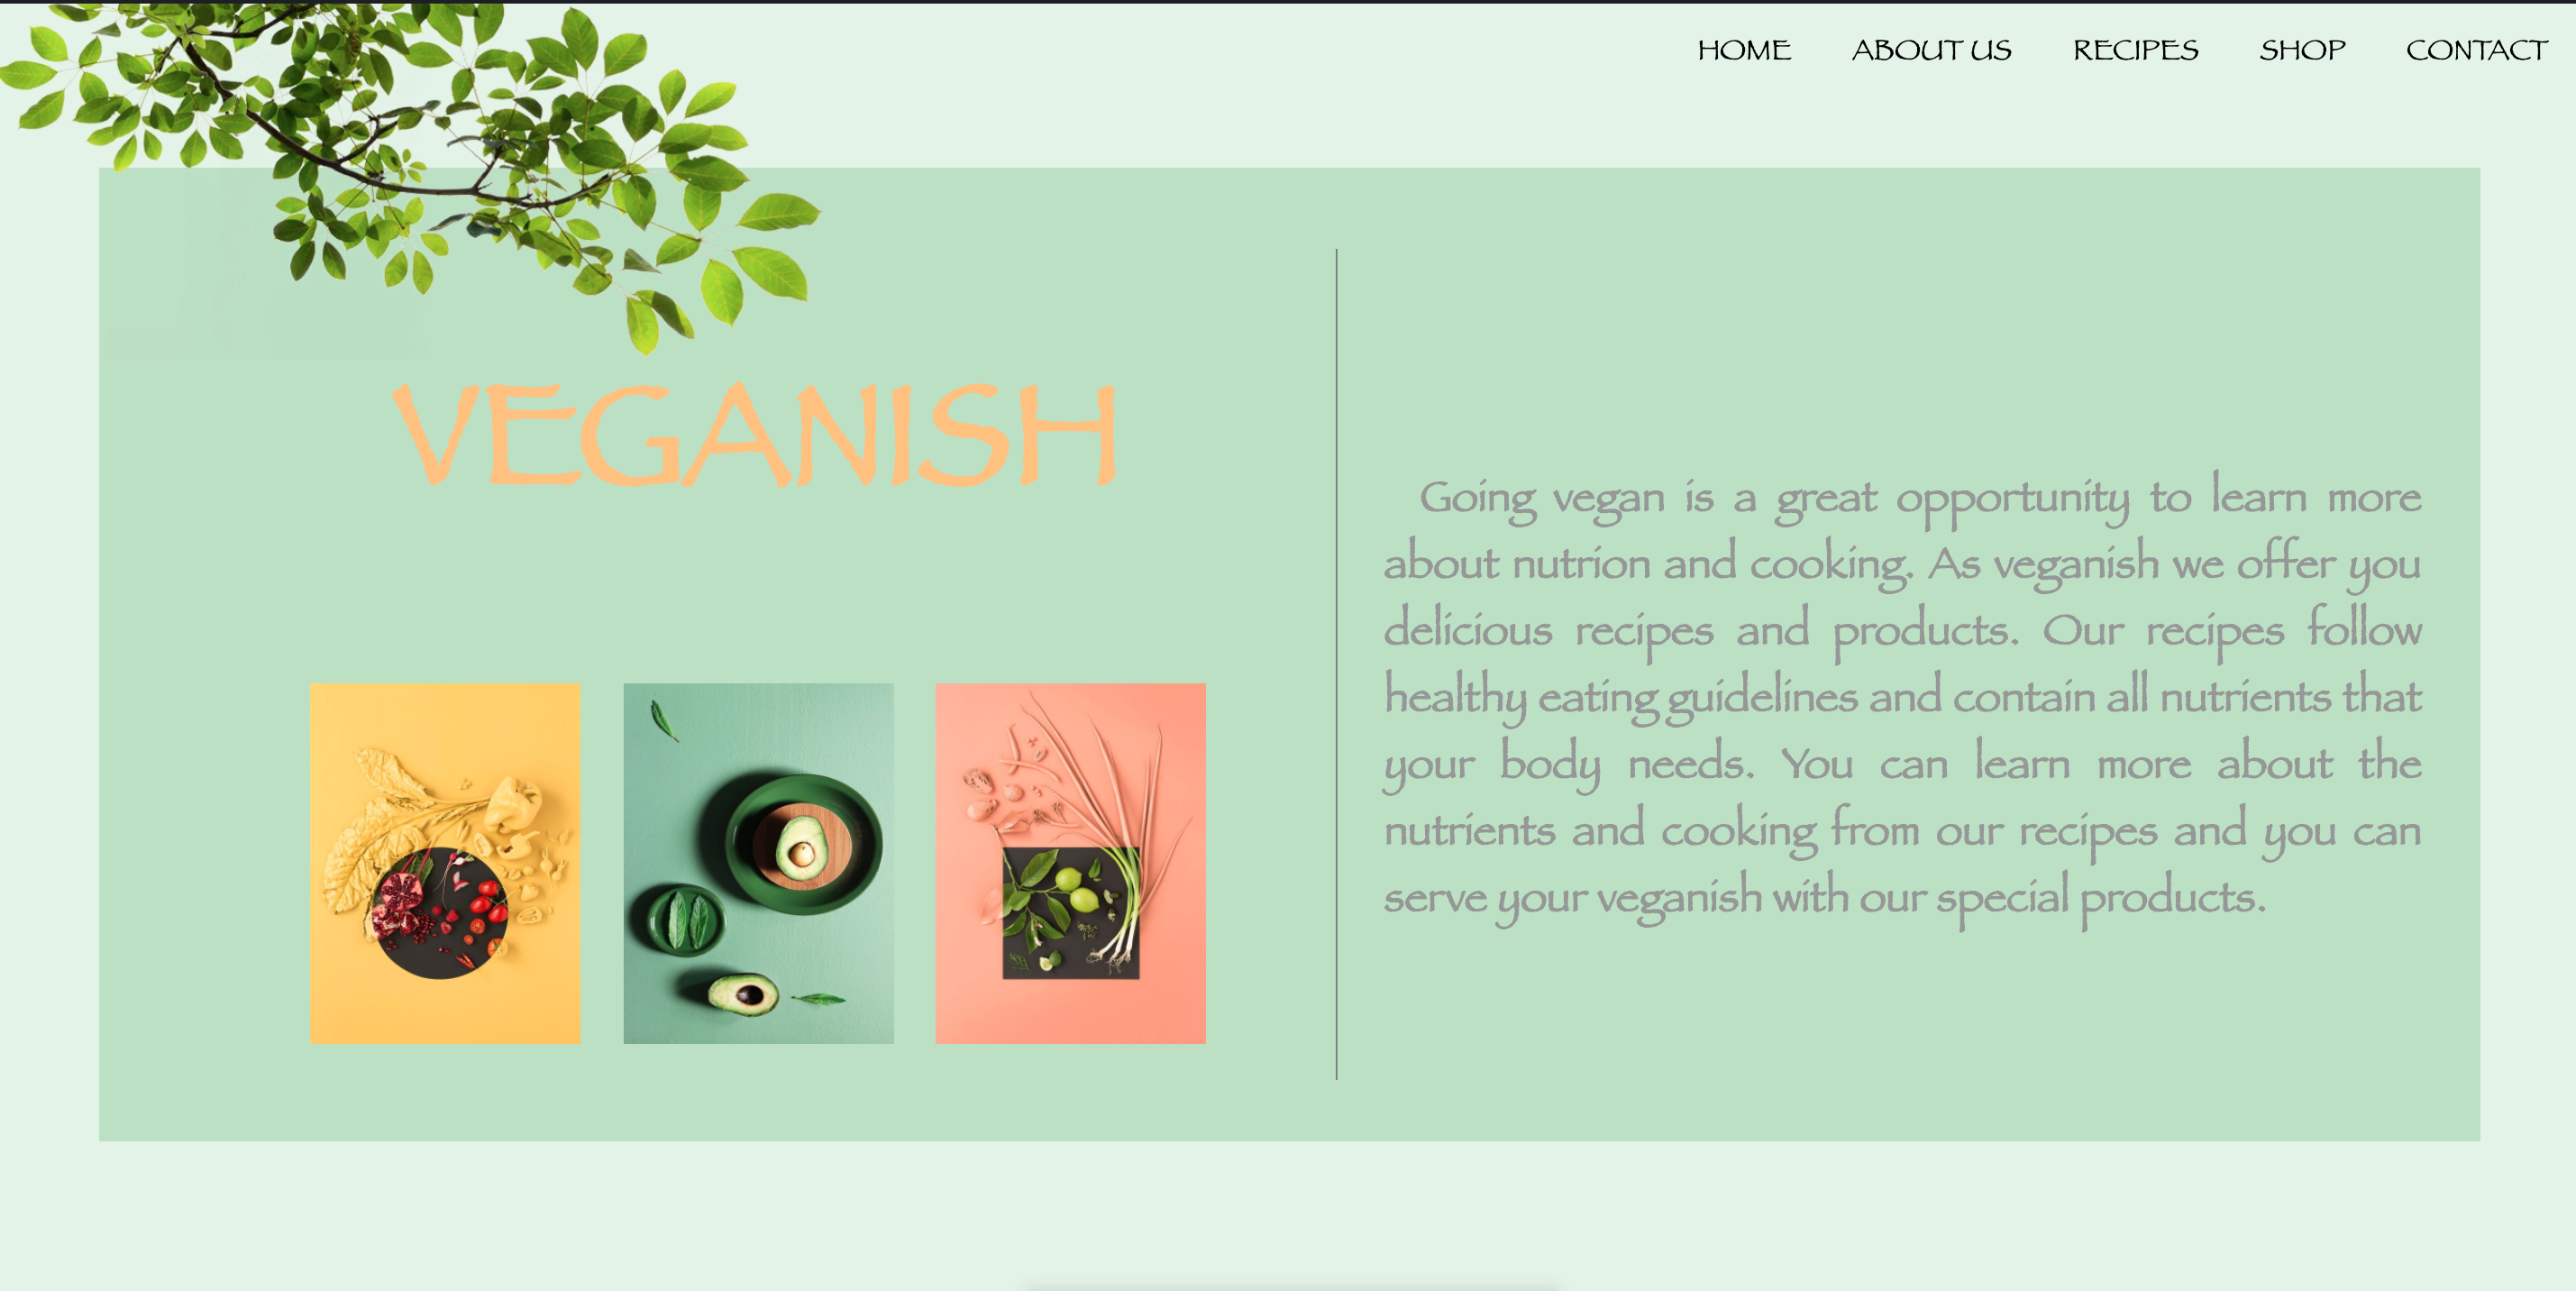 HOME ABOUT US RECIPES SHOP CONTACT
VEGANISH
Going vegan is a great opportunity to learn more
about nutrion and cooking. As veganish we offer you
delicious recipes and products. Our recipes follow
healthy eating guidelines and contain all nutrients that
your body needs. You can learn more about the
nutrients and cooking from our recipes and you can
serve your veganish with our special products.